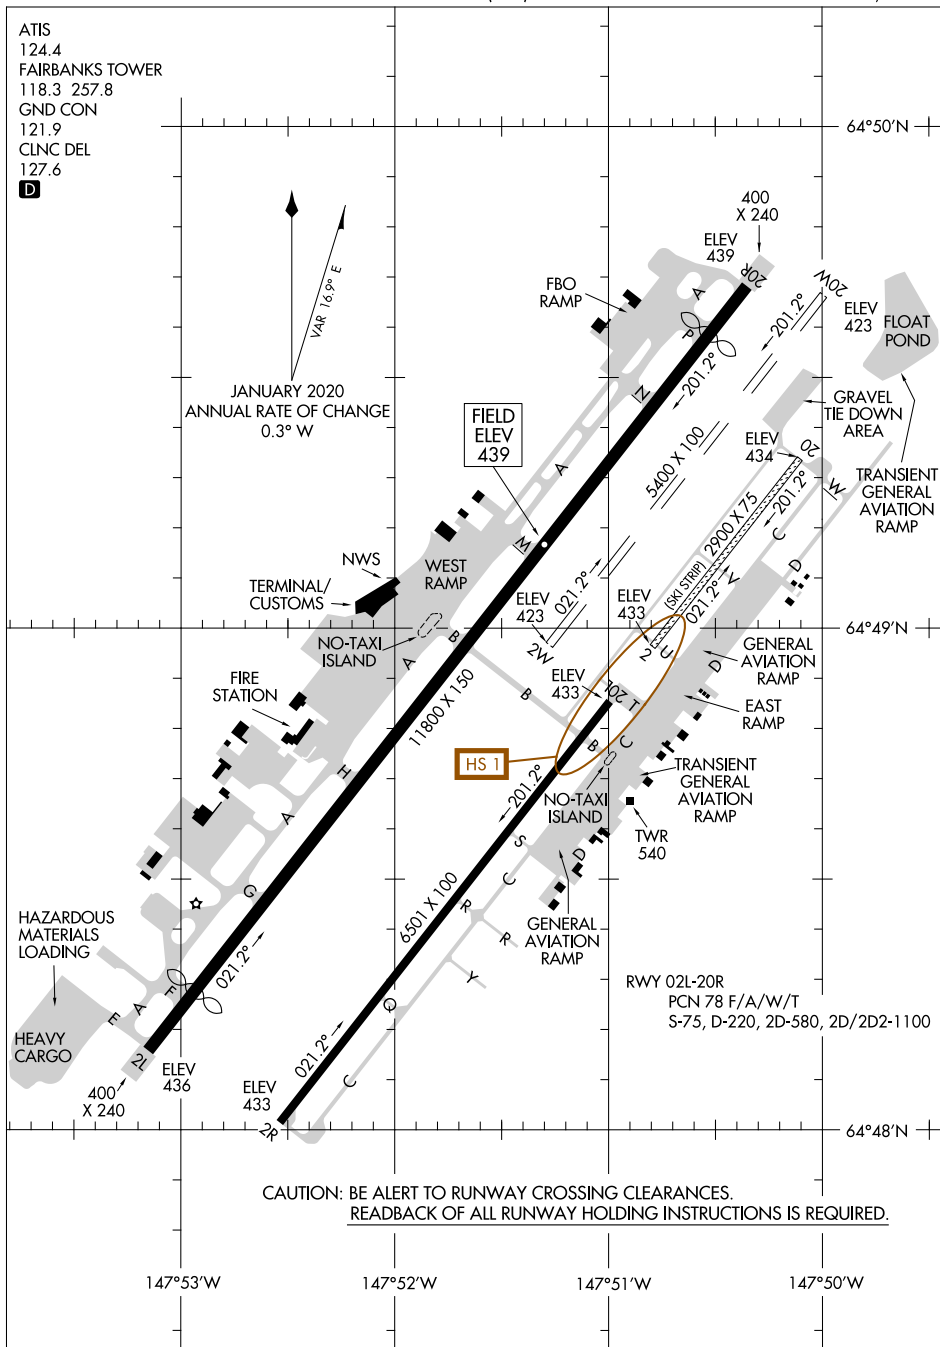 ATIS
124.4
FAIRBANKS TOWER
118.3 257.8
GND CON
121.9
CLNC DEL
127.6
D
64°50'N
VAR 16.9° E
JANUARY 2020
ANNUAL RATE OF CHANGE
0.3° W
400
X 240
ELEV
439
20R
A
P
FBO
RAMP
201.2°
N
20W
201.2°
ELEV
423
FLOAT
POND
GRAVEL
TIE DOWN
AREA
TRANSIENT
GENERAL
AVIATION
RAMP
FIELD
ELEV
439
A
5400 X 100
ELEV
434
20
201.2°
W
C
D
2900 X 75
(SKI STRIP)
021.2°
V
M
WEST
RAMP
NWS
TERMINAL/
CUSTOMS
NO-TAXI
ISLAND
B
A
ELEV
423
021.2°
2W
ELEV
433
2
U
64°49'N
GENERAL
AVIATION
RAMP
D
EAST
RAMP
ELEV
433
20L
T
B
B
C
HS 1
NO-TAXI
ISLAND
TRANSIENT
GENERAL
AVIATION
RAMP
TWR
540
FIRE
STATION
11800 X 150
H
A
201.2°
S
D
C
R
R
GENERAL
AVIATION
RAMP
G
6501 X 100
021.2°
HAZARDOUS
MATERIALS
LOADING
F
A
E
HEAVY
CARGO
2L
ELEV
436
400
X 240
Y
Q
C
021.2°
ELEV
433
2R
RWY 02L-20R
PCN 78 F/A/W/T
S-75, D-220, 2D-580, 2D/2D2-1100
64°48'N
CAUTION: BE ALERT TO RUNWAY CROSSING CLEARANCES.
READBACK OF ALL RUNWAY HOLDING INSTRUCTIONS IS REQUIRED.
147°53'W
147°52'W
147°51'W
147°50'W